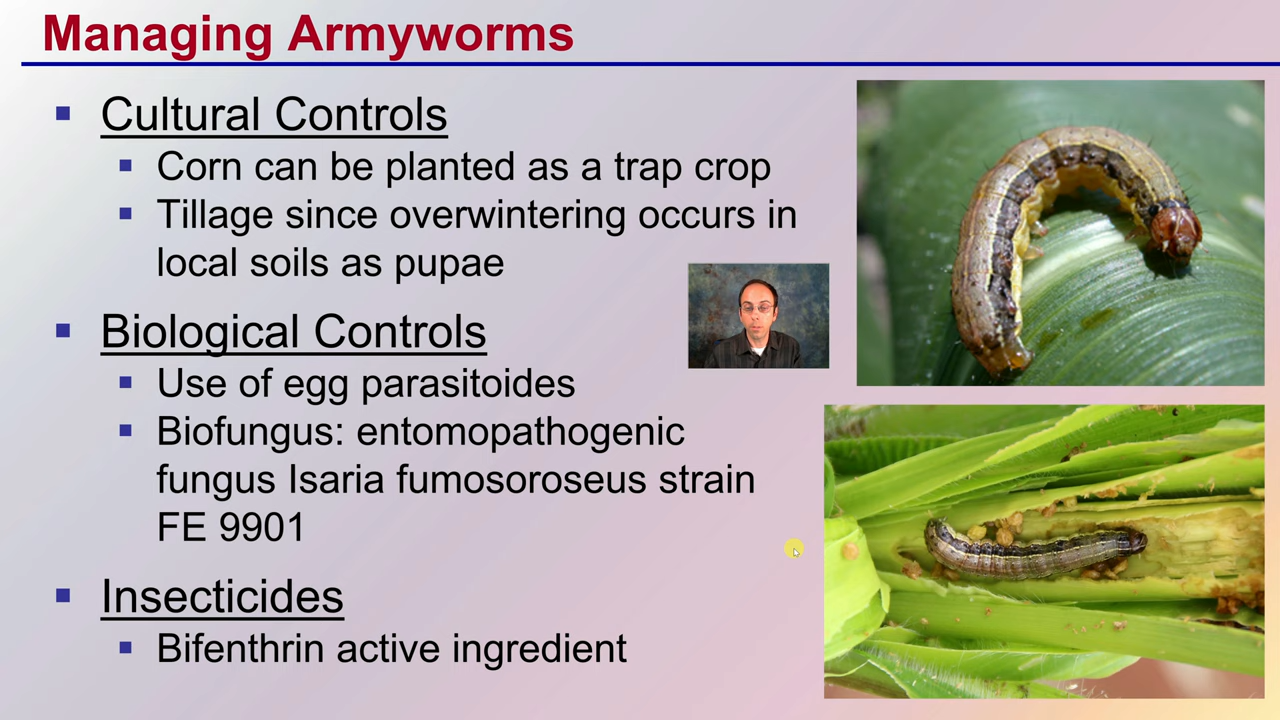 Managing Armyworms
Cultural Controls
Corn can be planted as a trap crop
Tillage since overwintering occurs in
local soils as pupae
Biological Controls
Use of egg parasitoides
Biofungus: entomopathogenic
fungus Isaria fumosoroseus strain
FE 9901
Insecticides
Bifenthrin active ingredient